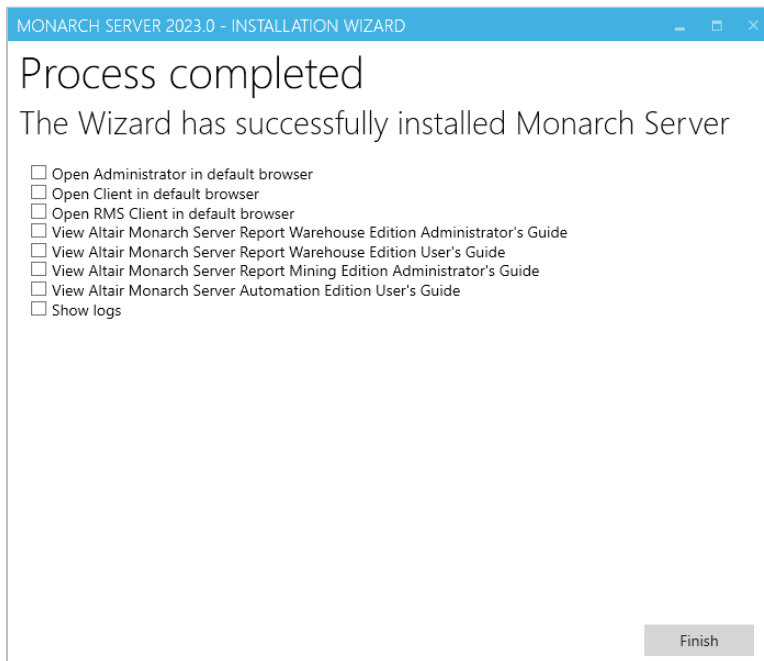 MONARCH SERVER 2023.0 - INSTALLATION WIZARD
Process completed
The Wizard has successfully installed Monarch Server
Open Administrator in default browser
Open Client in default browser
Open RMS Client in default browser
View Altair Monarch Server Report Warehouse Edition Administrator's Guide
View Altair Monarch Server Report Warehouse Edition User's Guide
View Altair Monarch Server Report Mining Edition Administrator's Guide
View Altair Monarch Server Automation Edition User's Guide
Show logs
Finish